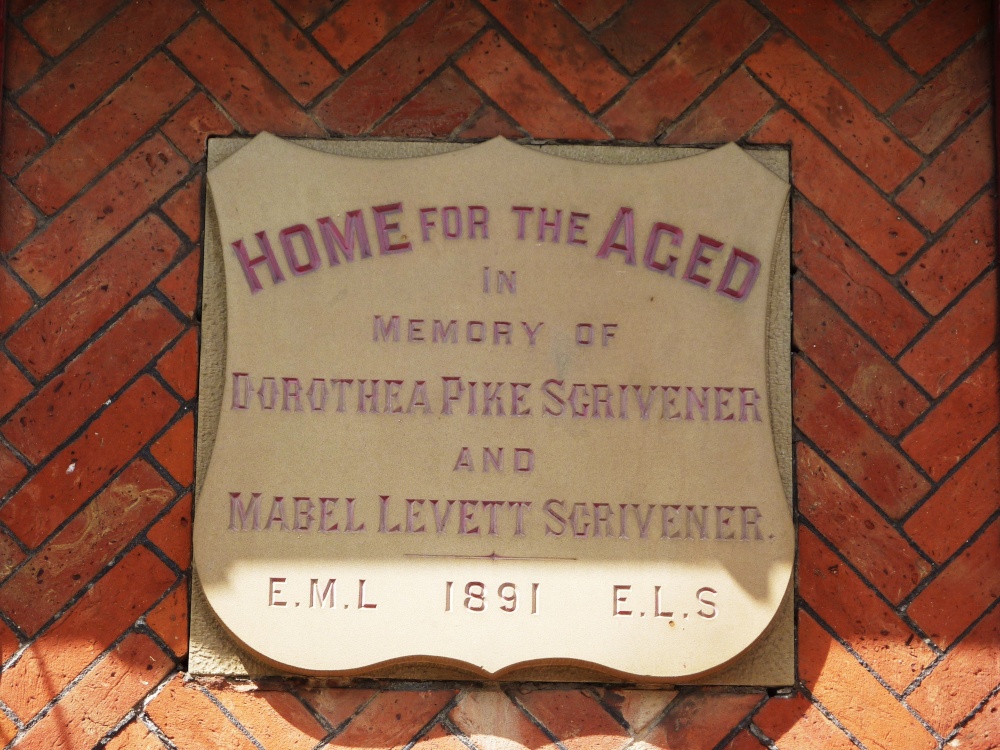 HOME FOR THE AGED
IN
MEMORY OF
DOROTHEA PIKE SCRIVENER
AND
MABEL LEVETT SCRIVENER.
E.M.L 1891 E.L.S